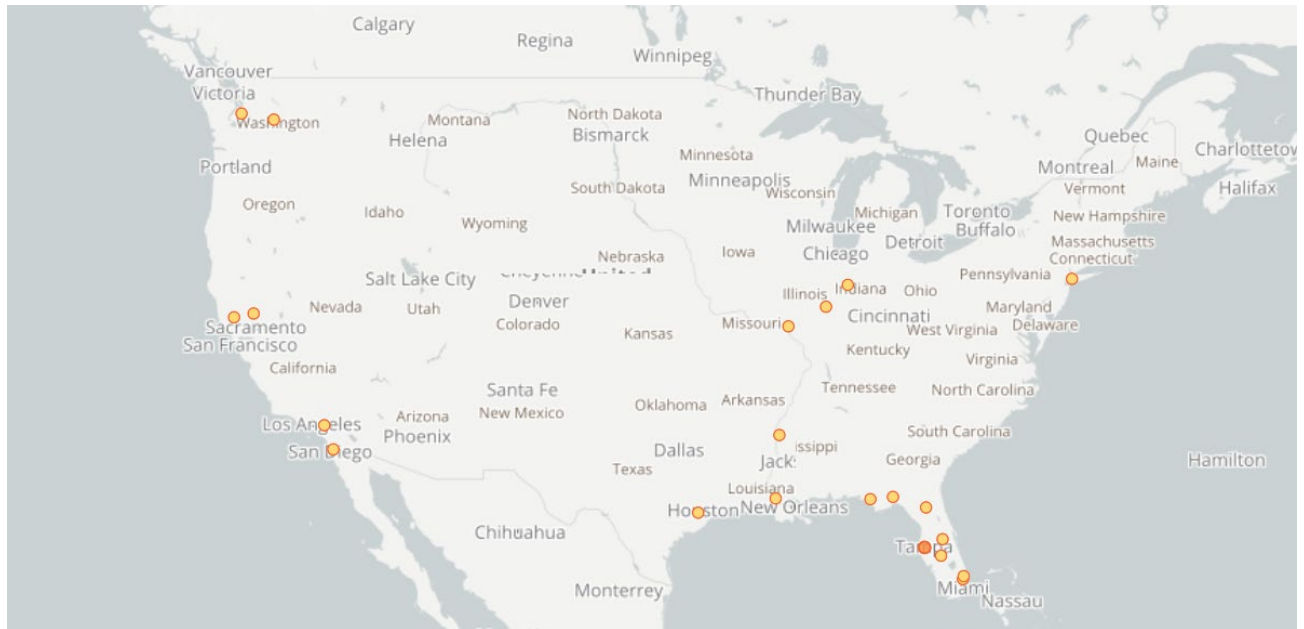 Calgary
Regina
Winnipeg
Vancouver
Victoria
Thunder Bay
Washington
Montana
North Dakota
Bismarck
Helena
Quebec
Charlottetow
Portland
Minnesota
Minneapolis
Wisconsin
Montreal
Maine
Vermont
Halifax
South Dakota
Oregon
Idaho
Wyoming
Michigan
Toronto
Buffalo
New Hampshire
Milwaukee
Detroit
Massachusetts
Connecticut
Nebraska
Iowa
Chicago
Salt Lake City
Cheyenne
United
Pennsylvania
Nevada
Utah
Denver
Colorado
Illinois
Indiana
Ohio
Maryland
Delaware
Cincinnati
West Virginia
Sacramento
San Francisco
Kansas
Missouri
Kentucky
Virginia
California
Santa Fe
New Mexico
Tennessee
North Carolina
Oklahoma
Arkansas
Los Angeles
Arizona
Phoenix
South Carolina
San Diego
Dallas
Texas
issippi
Jacks
Georgia
Hamilton
Louisiana
Houston
New Orleans
Chihuahua
Tampa
Monterrey
Miami
Nassau